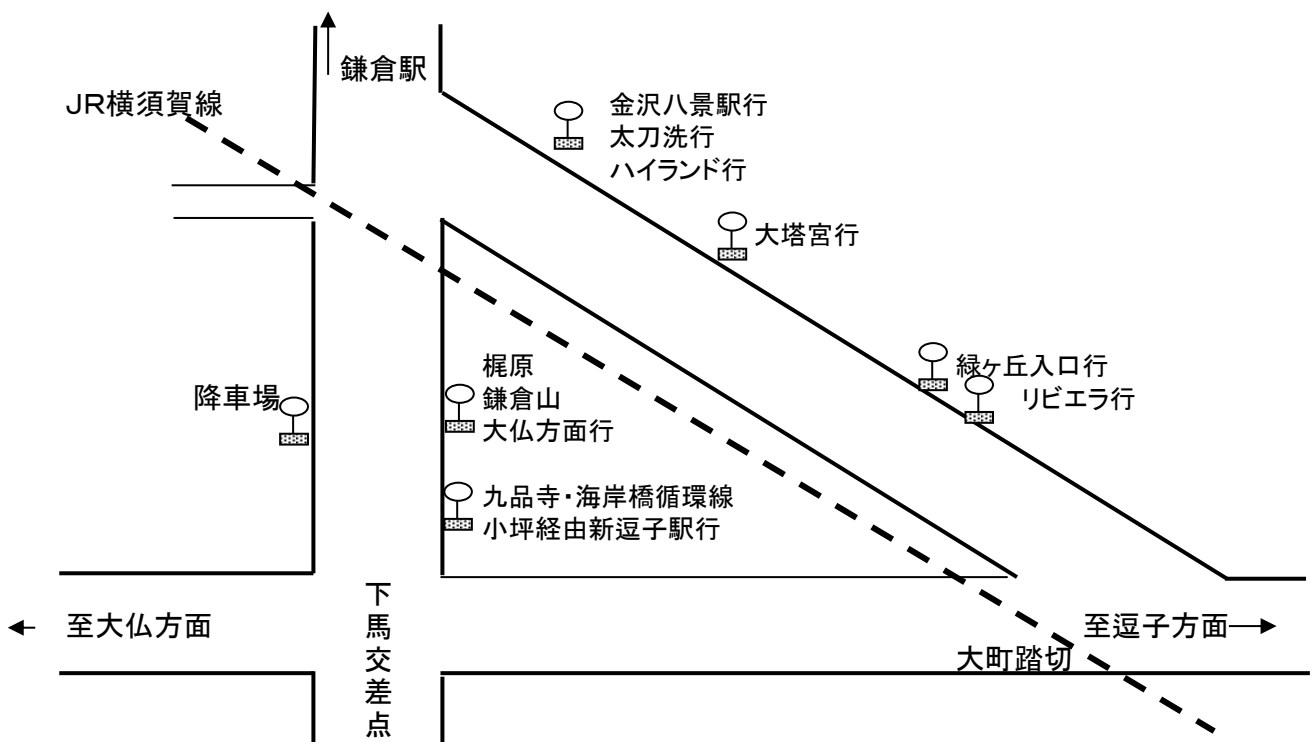 鎌倉駅
JR横須賀線
金沢八景駅行
太刀洗行
ハイランド行
大塔宮行
緑ヶ丘入口行
リビエラ行
降車場
梶原
鎌倉山
大仏方面行
九品寺・海岸橋循環線
小坪経由新逗子駅行
下馬交差点
至大仏方面
至逗子方面
大町踏切